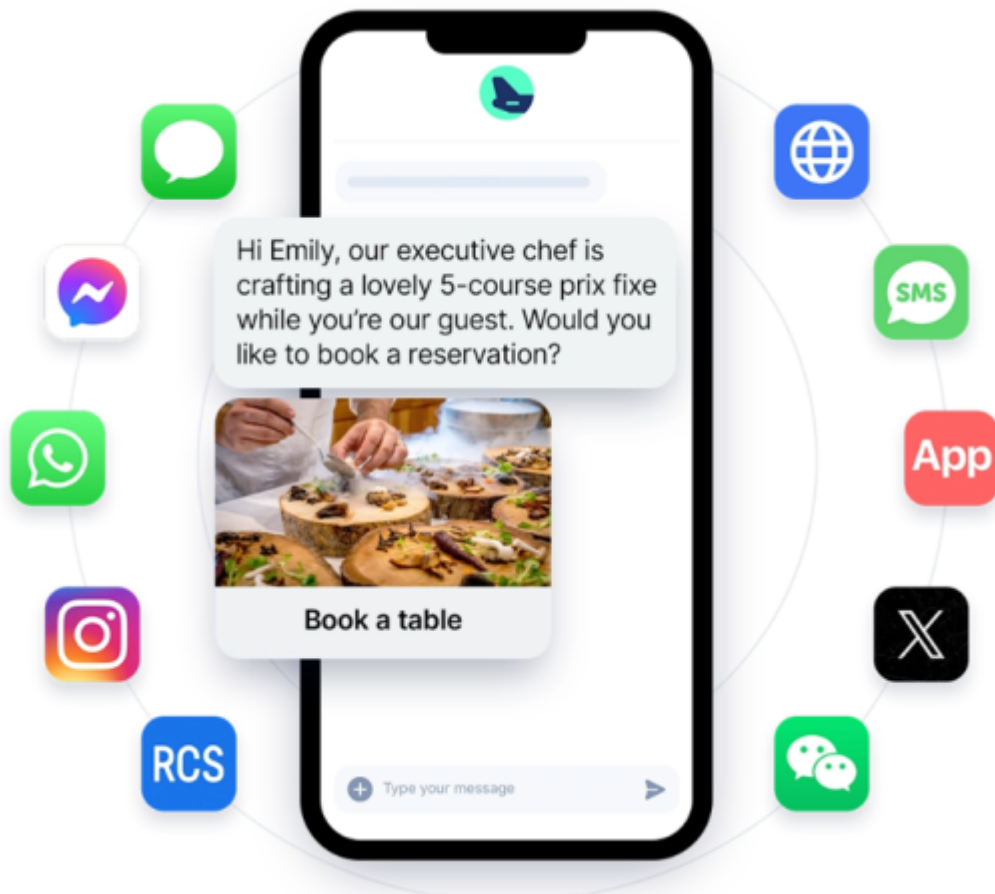 Hi Emily, our executive chef is
crafting a lovely 5-course prix fixe
while you’re our guest. Would you
like to book a reservation?
SMS
App
Book a table
RCS
Type your message